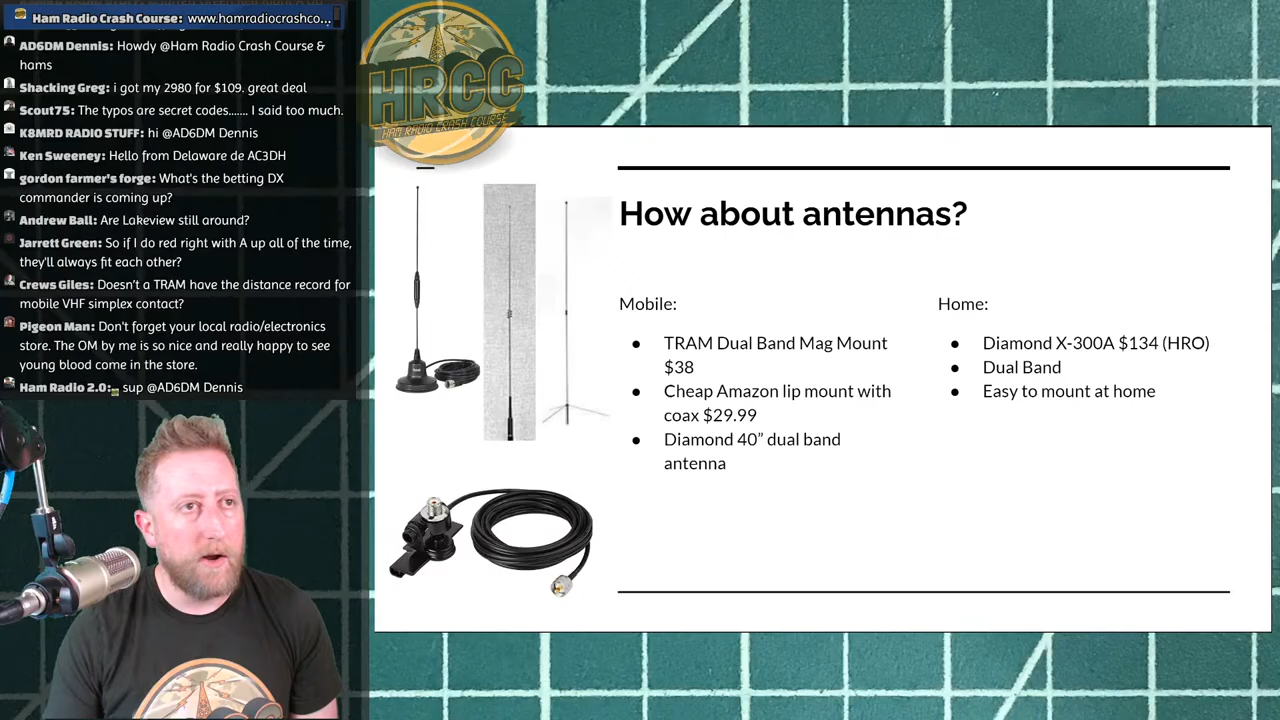 Ham Radio Crash Course: www.hamradiocrashco...
AD6DM Dennis: Howdy @Ham Radio Crash Course &
hams
Shacking Greg: i got my 2980 for $109. great deal
Scout75: The typos are secret codes....... I said too much.
K8MRD RADIO STUFF: hi @AD6DM Dennis
Ken Sweeney: Hello from Delaware de AC3DH
gordon farmer's forge: What's the betting DX
commander is coming up?
Andrew Ball: Are Lakeview still around?
Jarrett Green: So if I do red right with A up all of the time,
they'll always fit each other?
Crews Giles: Doesn't a TRAM have the distance record for
mobile VHF simplex contact?
Pigeon Man: Don't forget your local radio/electronics
store. The OM by me is so nice and really happy to see
young blood come in the store.
Ham Radio 2.0: sup @AD6DM Dennis
HRCC
HAM RADIO CRASH COURSE
How about antennas?
Mobile:
● TRAM Dual Band Mag Mount
$38
● Cheap Amazon lip mount with
coax $29.99
● Diamond 40” dual band
antenna
Home:
● Diamond X-300A $134 (HRO)
● Dual Band
● Easy to mount at home